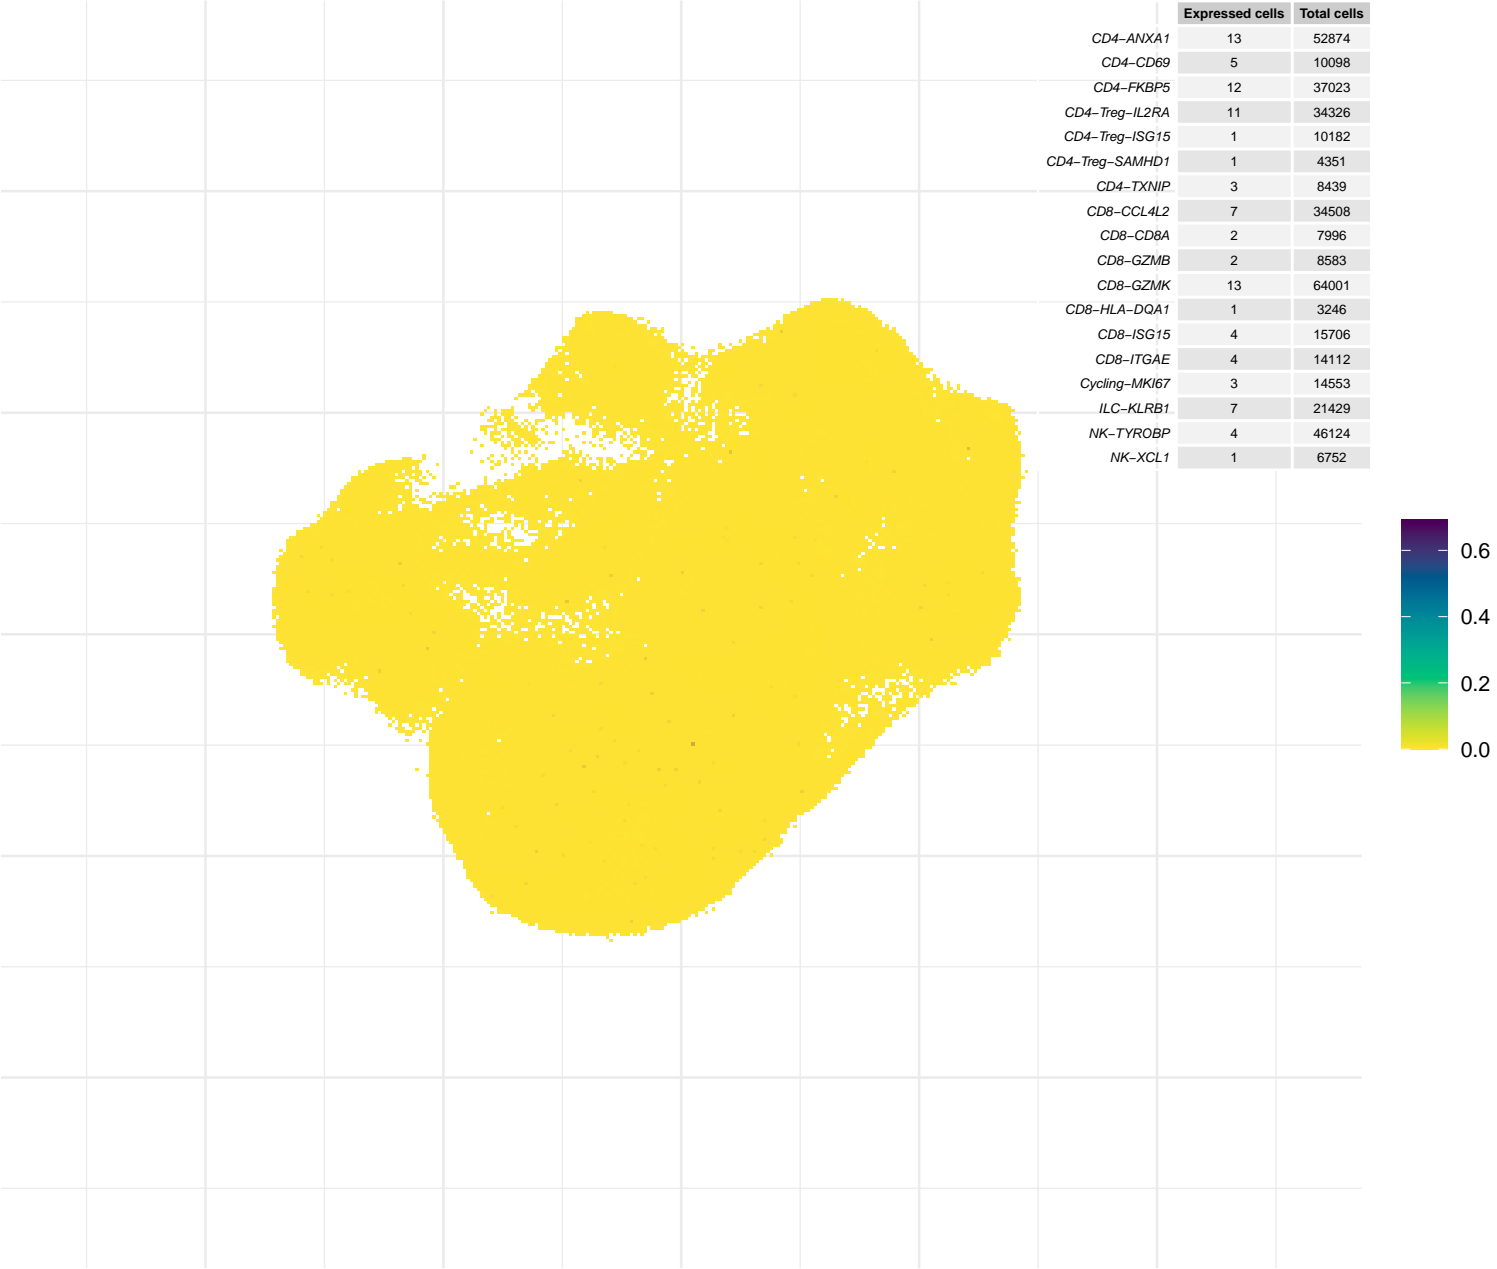 Expressed cells Total cells
CD4−ANXA1 13 52874
CD4−CD69 5 10098
CD4−FKBP5 12 37023
CD4−Treg−IL2RA 11 34326
CD4−Treg−ISG15 1 10182
CD4−Treg−SAMHD1 1 4351
CD4−TXNIP 3 8439
CD8−CCL4L2 7 34508
CD8−CD8A 2 7996
CD8−GZMB 2 8583
CD8−GZMK 13 64001
CD8−HLA−DQA1 1 3246
CD8−ISG15 4 15706
CD8−ITGAE 4 14112
Cycling−MKI67 3 14553
ILC−KLRB1 7 21429
NK−TYROBP 4 46124
NK−XCL1 1 6752
0.6
0.4
0.2
0.0